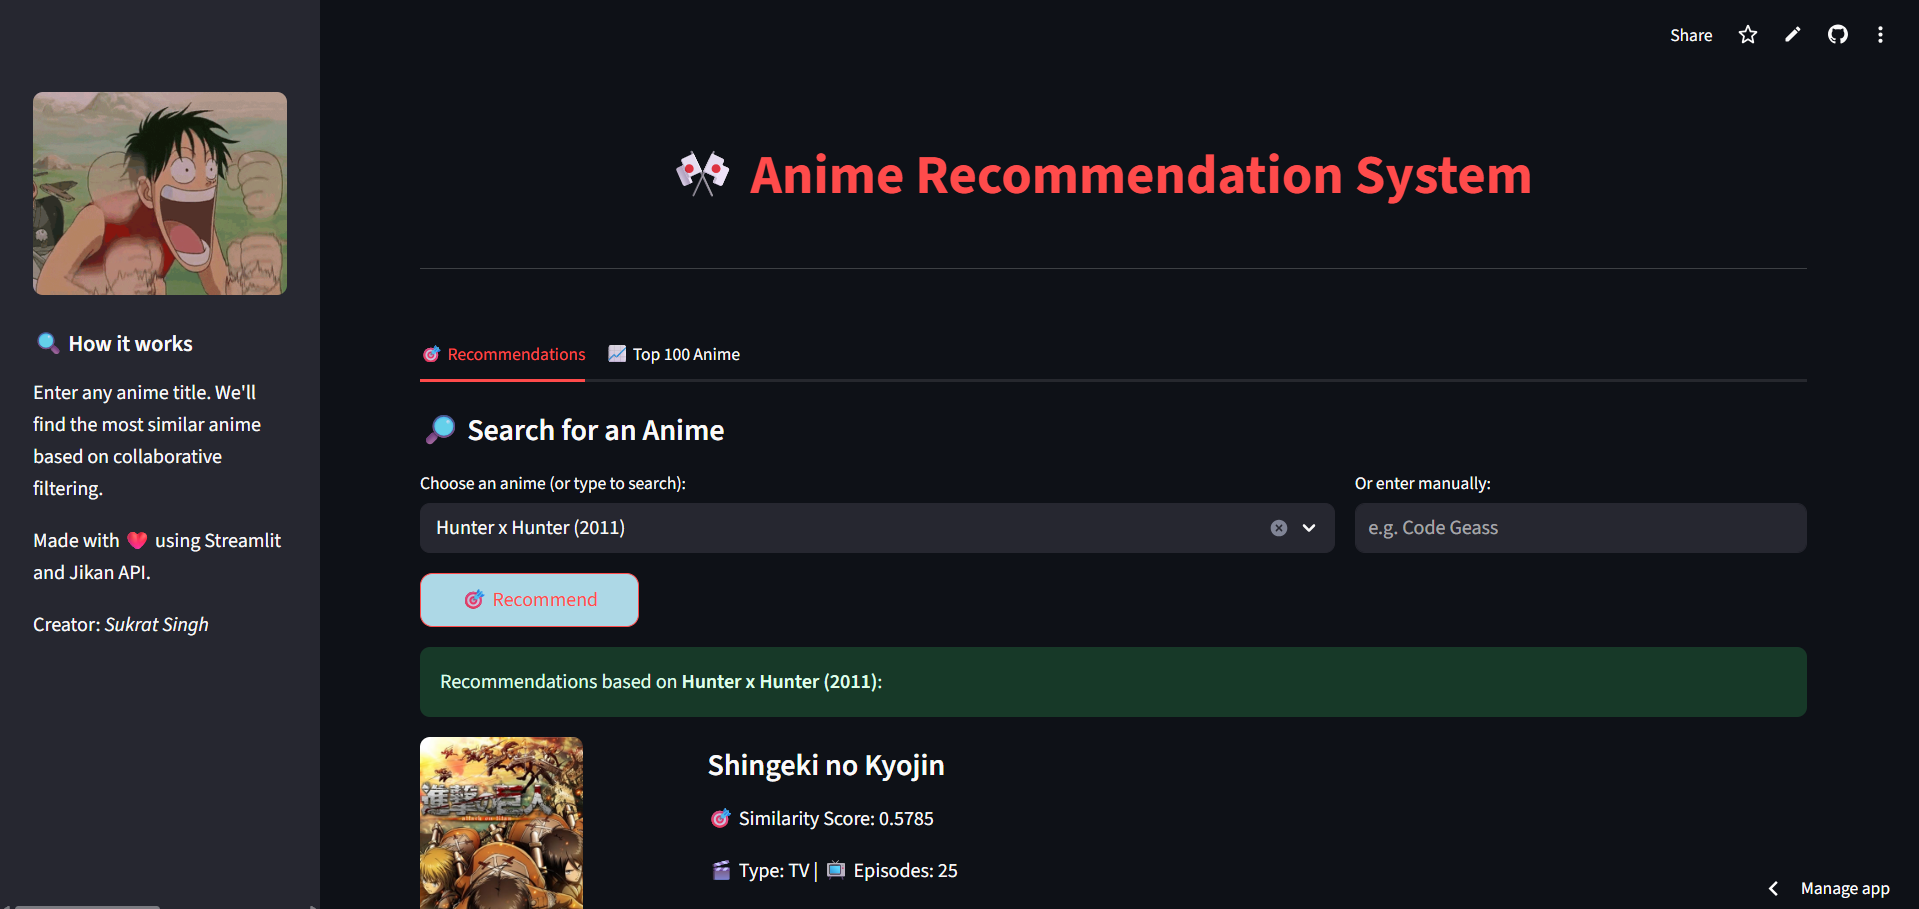 Share
Anime Recommendation System
How it works
Enter any anime title. We'll
find the most similar anime
based on collaborative
filtering.
Made with ❤️ using Streamlit
and Jikan API.
Creator: Sukrat Singh
Recommendations
Top 100 Anime
Search for an Anime
Choose an anime (or type to search):
Hunter x Hunter (2011)
Or enter manually:
e.g. Code Geass
Recommend
Recommendations based on Hunter x Hunter (2011):
進撃の巨人
Shingeki no Kyojin
Similarity Score: 0.5785
Type: TV | Episodes: 25
Manage app